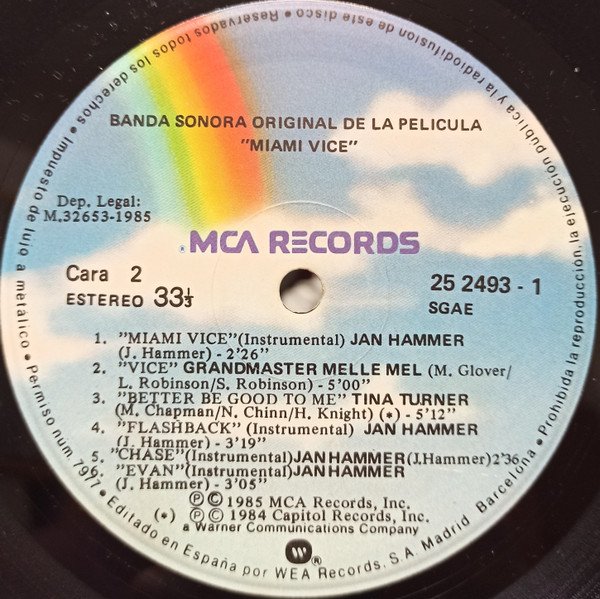 Impuesto de lujo a metálico • Permiso num. 79/7 • Editado en España por WEA Records. S.A. Madrid Barcelona • Prohibida la reproducción, la ejecución pública y la radiodifusión de este disco • Reservados todos los derechos •
BANDA SONORA ORIGINAL DE LA PELICULA
"MIAMI VICE"
Dep. Legal:
M.32653-1985
MCA RECORDS
Cara 2
25 2493 - 1
ESTEREO 33⅓
SGAE
1. "MIAMI VICE"(Instrumental) JAN HAMMER
(J. Hammer) - 2'26"
2. "VICE" GRANDMASTER MELLE MEL (M. Glover/
L. Robinson/S. Robinson) - 5'00"
3. "BETTER BE GOOD TO ME" TINA TURNER
(M. Chapman/N. Chinn/H. Knight) (•) - 5'12"
4. "FLASHBACK" (Instrumental) JAN HAMMER
(J. Hammer) - 3'19"
5. "CHASE"(Instrumental)JAN HAMMER(J.Hammer)2'36
6. "EVAN"(Instrumental)JAN HAMMER
(J. Hammer) - 3'05"
Ⓟ © 1985 MCA Records, Inc.
(•) Ⓟ © 1984 Capitol Records, Inc.
a Warner Communications Company
W®